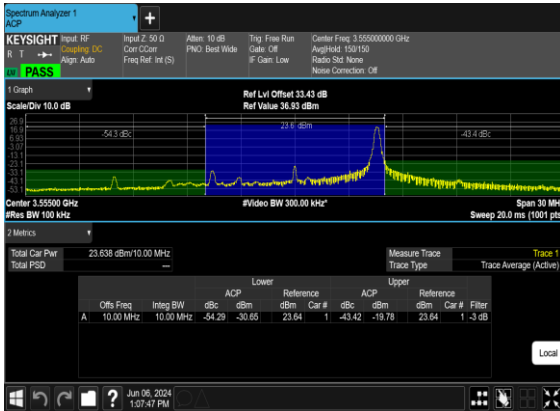 Spectrum Analyzer 1
ACP
KEYSIGHT Input: RF Input Z: 50 Ω Atten: 10 dB Trig: Free Run Center Freq: 3.555000000 GHz
R T Coupling: DC Corr CCorr PNO: Best Wide Gate: Off Avg|Hold: 150/150
Align: Auto Freq Ref: Int (S) IF Gain: Low Radio Std: None
PASS Noise Correction: Off
1 Graph Ref Lvl Offset 33.43 dB
Scale/Div 10.0 dB Ref Value 36.93 dBm
26.9
16.9
6.93
-3.07
-13.1
-23.1
-33.1
-43.1
-53.1
-54.3 dBc 23.6 dBm -43.4 dBc
Center 3.55500 GHz #Video BW 300.00 kHz* Span 30 MH
#Res BW 100 kHz Sweep 20.0 ms (1001 pts
2 Metrics
Total Car Pwr 23.638 dBm/10.00 MHz Measure Trace Trace 1
Total PSD --- Trace Type Trace Average (Active)
Lower Upper
ACP Reference ACP Reference
Offs Freq Integ BW dBc dBm dBm Car # dBc dBm dBm Car # Filter
A 10.00 MHz 10.00 MHz -54.29 -30.65 23.64 1 -43.42 -19.78 23.64 1 -3 dB
Local
Jun 06, 2024
1:07:47 PM